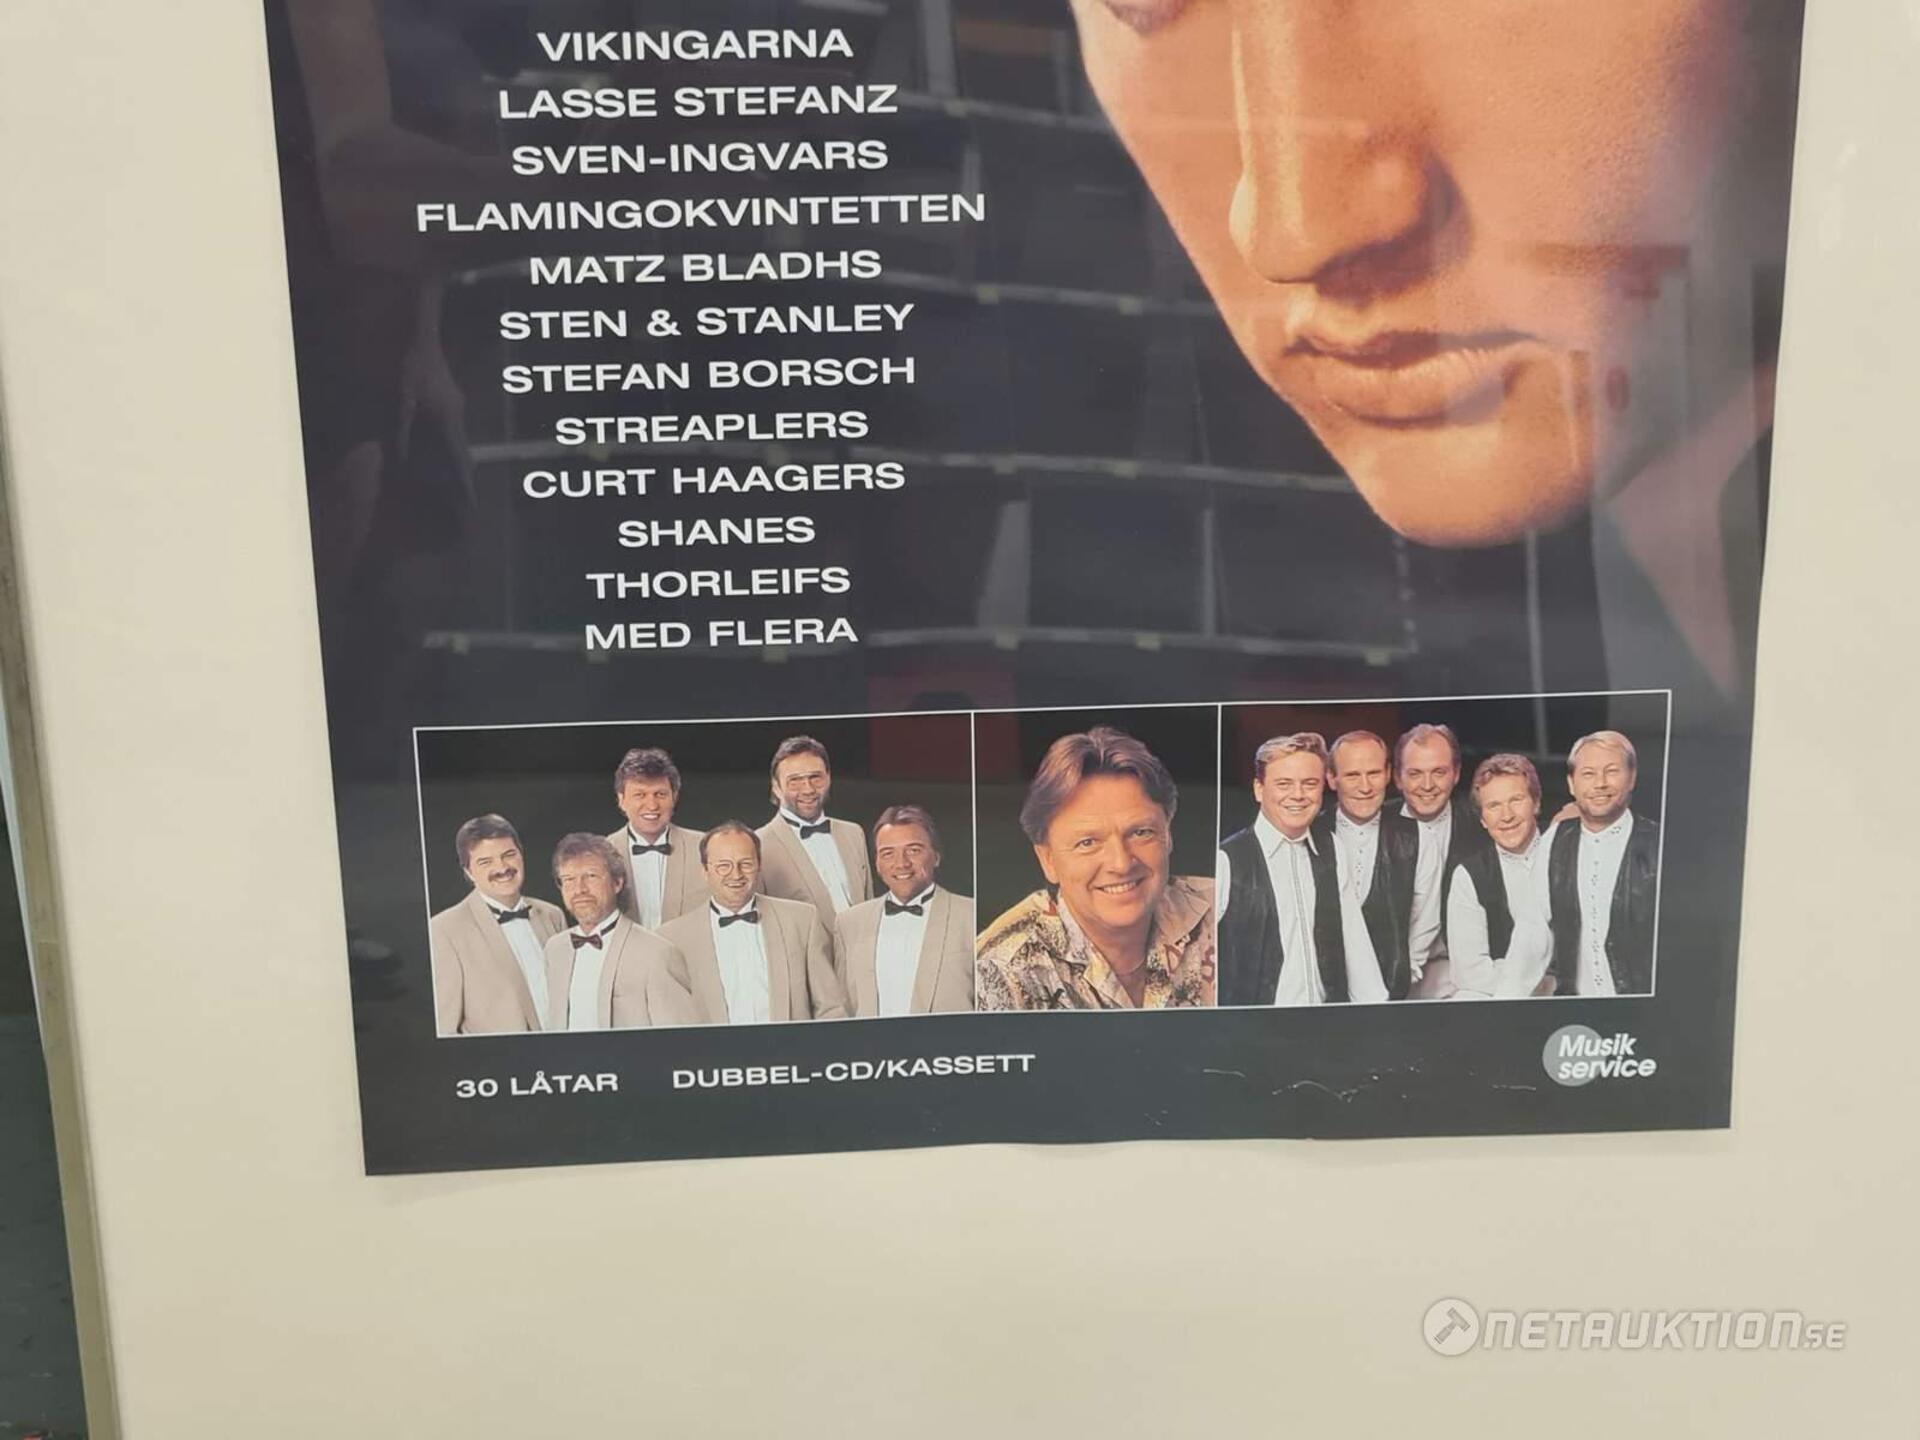 VIKINGARNA
LASSE STEFANZ
SVEN-INGVARS
FLAMINGOKVINTETTEN
MATZ BLADHS
STEN & STANLEY
STEFAN BORSCH
STREAPLERS
CURT HAAGERS
SHANES
THORLEIFS
MED FLERA
30 LÅTAR DUBBEL-CD/KASSETT
Musik
service
NETAUKTION.SE